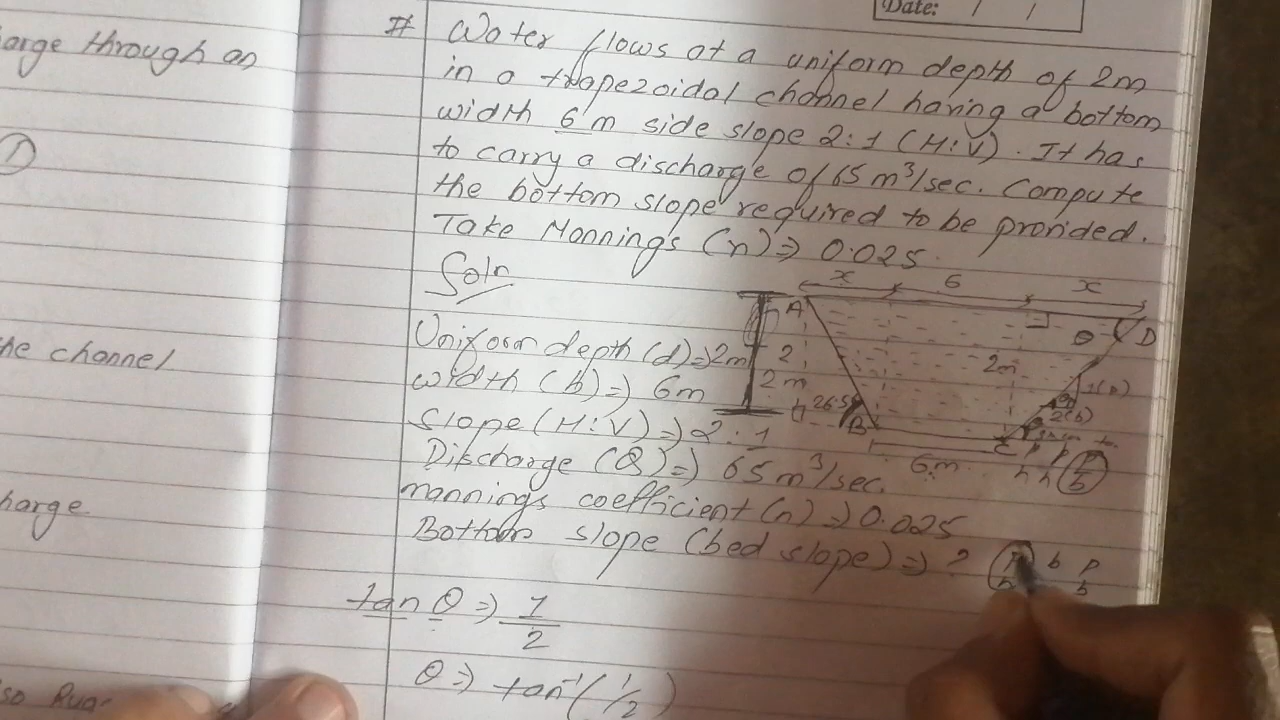 Date: / /
arge through an
①
he channel
harge
so
# Water flows at a uniform depth of 2m
in a trapezoidal channel having a bottom
width 6m side slope 2:1 (H:V). It has
to carry a discharge of 65 m³/sec. Compute
the bottom slope required to be provided.
Take Manning's (n) ⇒ 0.025.
Soln
x 6 x
A D
θ
2 2m
2m
26.5
1(p)
2(b)
B C
6m
p p p
h h b
Uniform depth (d) ⇒ 2m
width (b) ⇒ 6m
Slope (H:V) ⇒ 2:1
Discharge (Q) ⇒ 65 m³/sec.
mannings coefficient (n) ⇒ 0.025
Bottom slope (bed slope) ⇒ ?
b p
b
tan θ ⇒ 1/2
θ ⇒ tan⁻¹(1/2)